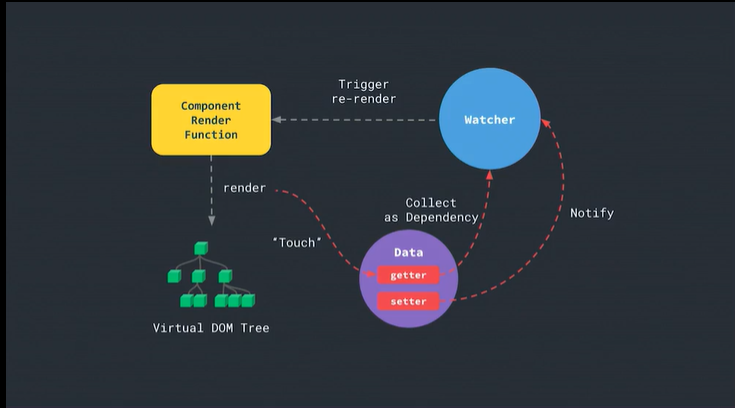 Trigger
re-render
Component
Render
Function
Watcher
render
Collect
as Dependency
Notify
"Touch"
Data
getter
setter
Virtual DOM Tree